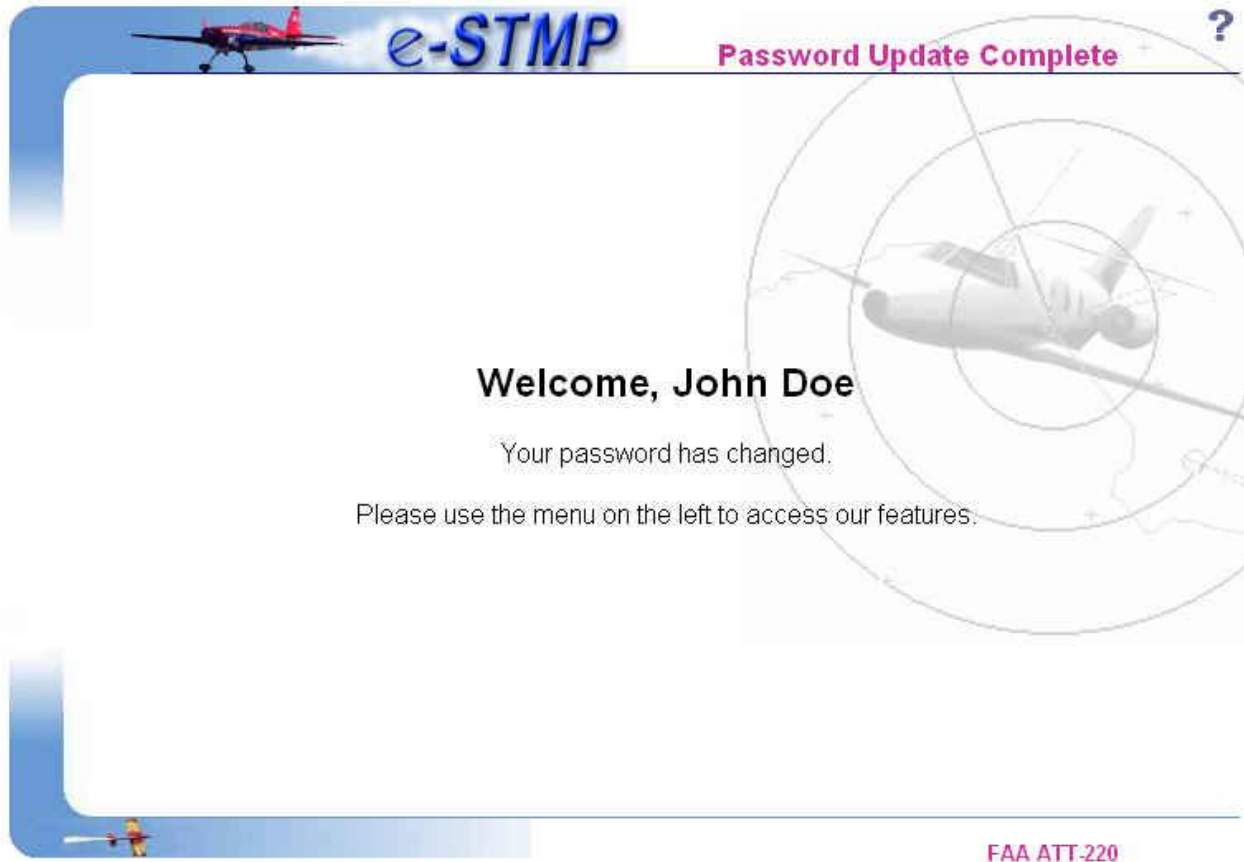 e-STMP
Password Update Complete
?
Welcome, John Doe
Your password has changed.
Please use the menu on the left to access our features.
FAA ATT-220